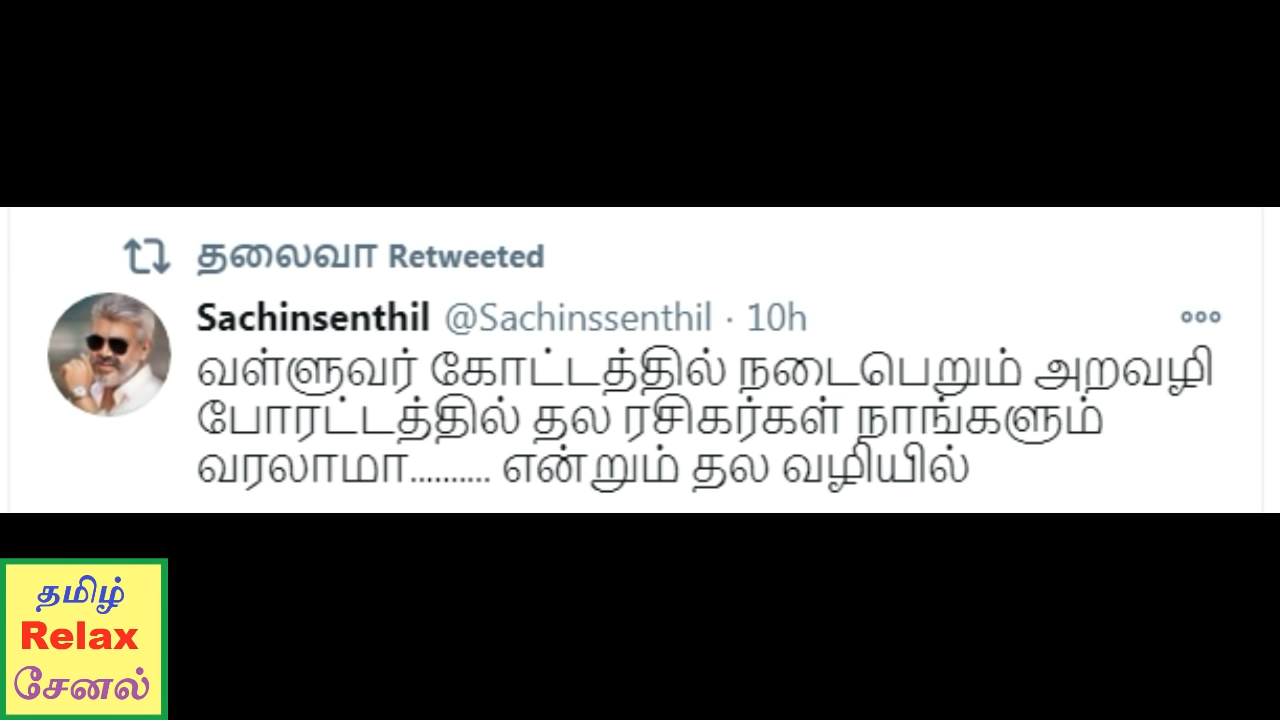 தலைவா Retweeted
Sachinsenthil @Sachinssenthil · 10h
வள்ளுவர் கோட்டத்தில் நடைபெறும் அறவழி
போரட்டத்தில் தல ரசிகர்கள் நாங்களும்
வரலாமா.......... என்றும் தல வழியில்
தமிழ்
Relax
சேனல்